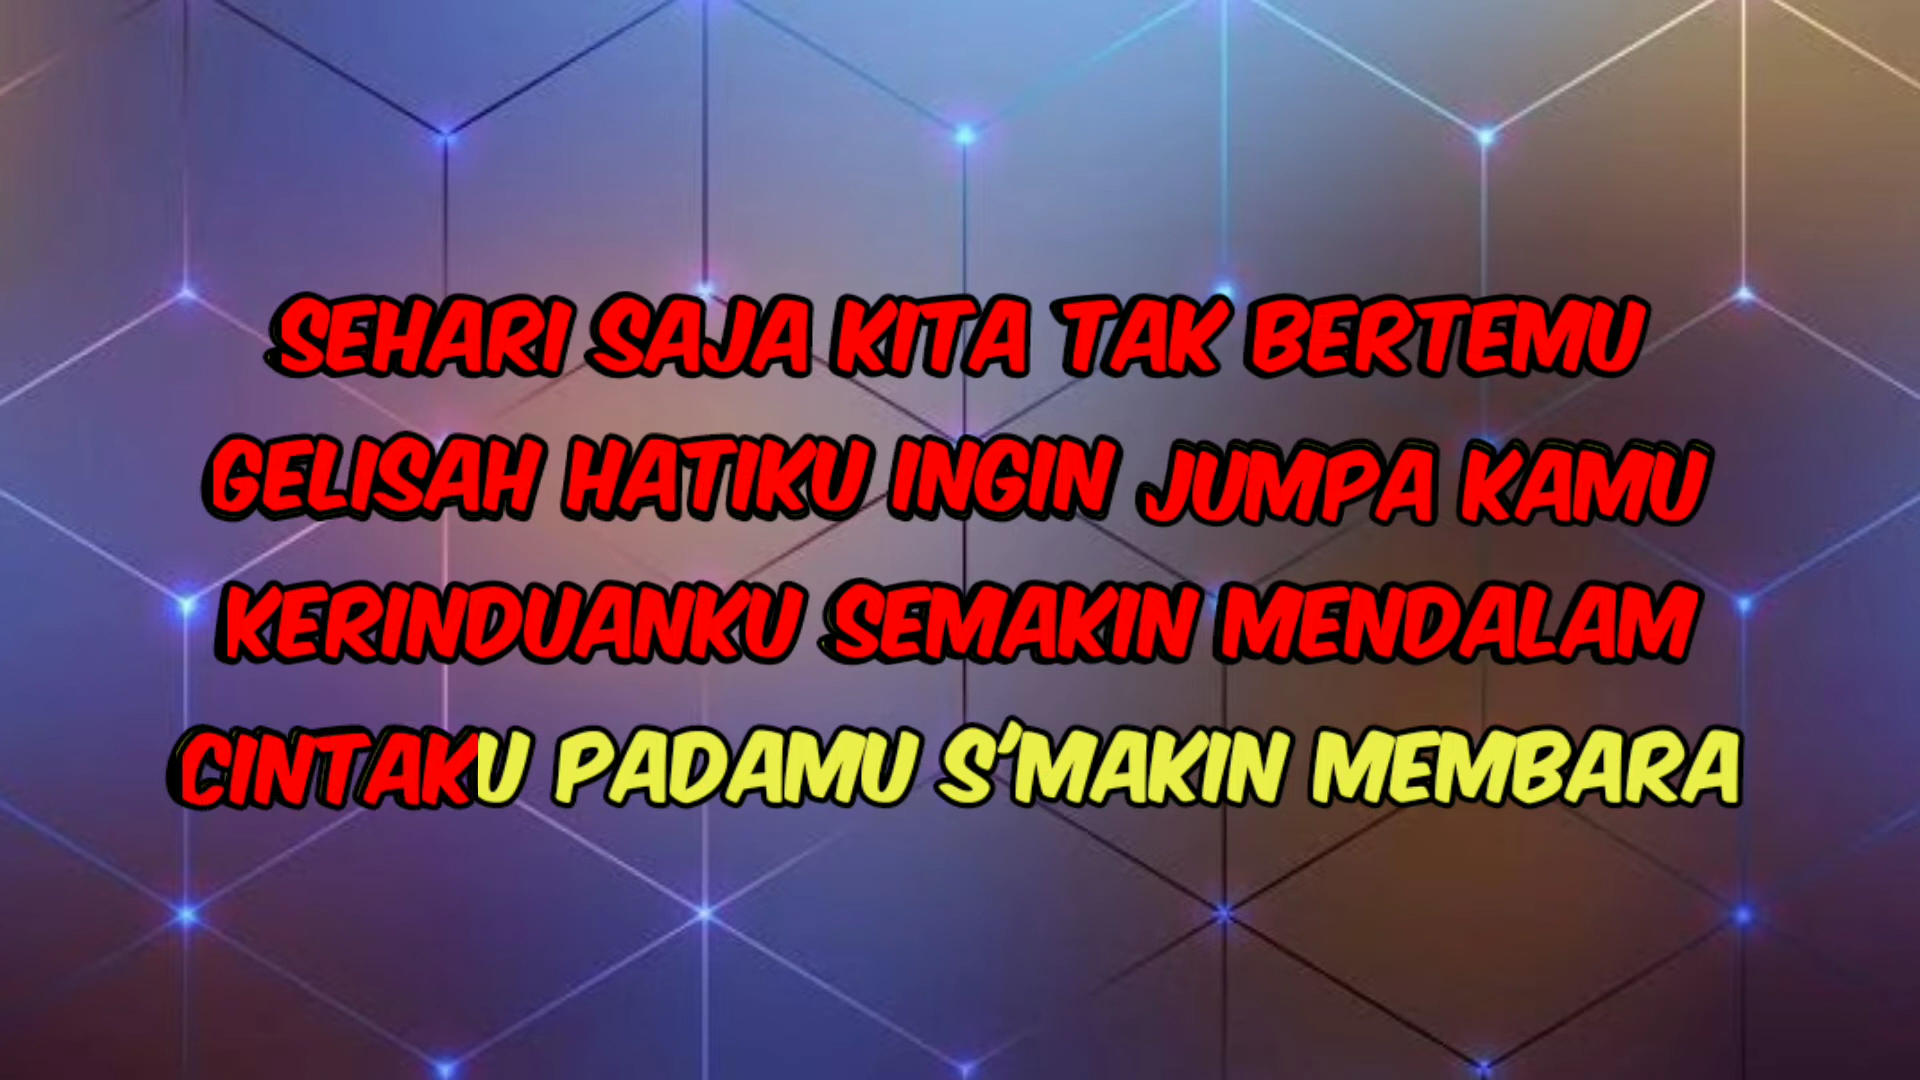 SEHARI SAJA KITA TAK BERTEMU
GELISAH HATIKU INGIN JUMPA KAMU
KERINDUANKU SEMAKIN MENDALAM
CINTAKU PADAMU S'MAKIN MEMBARA